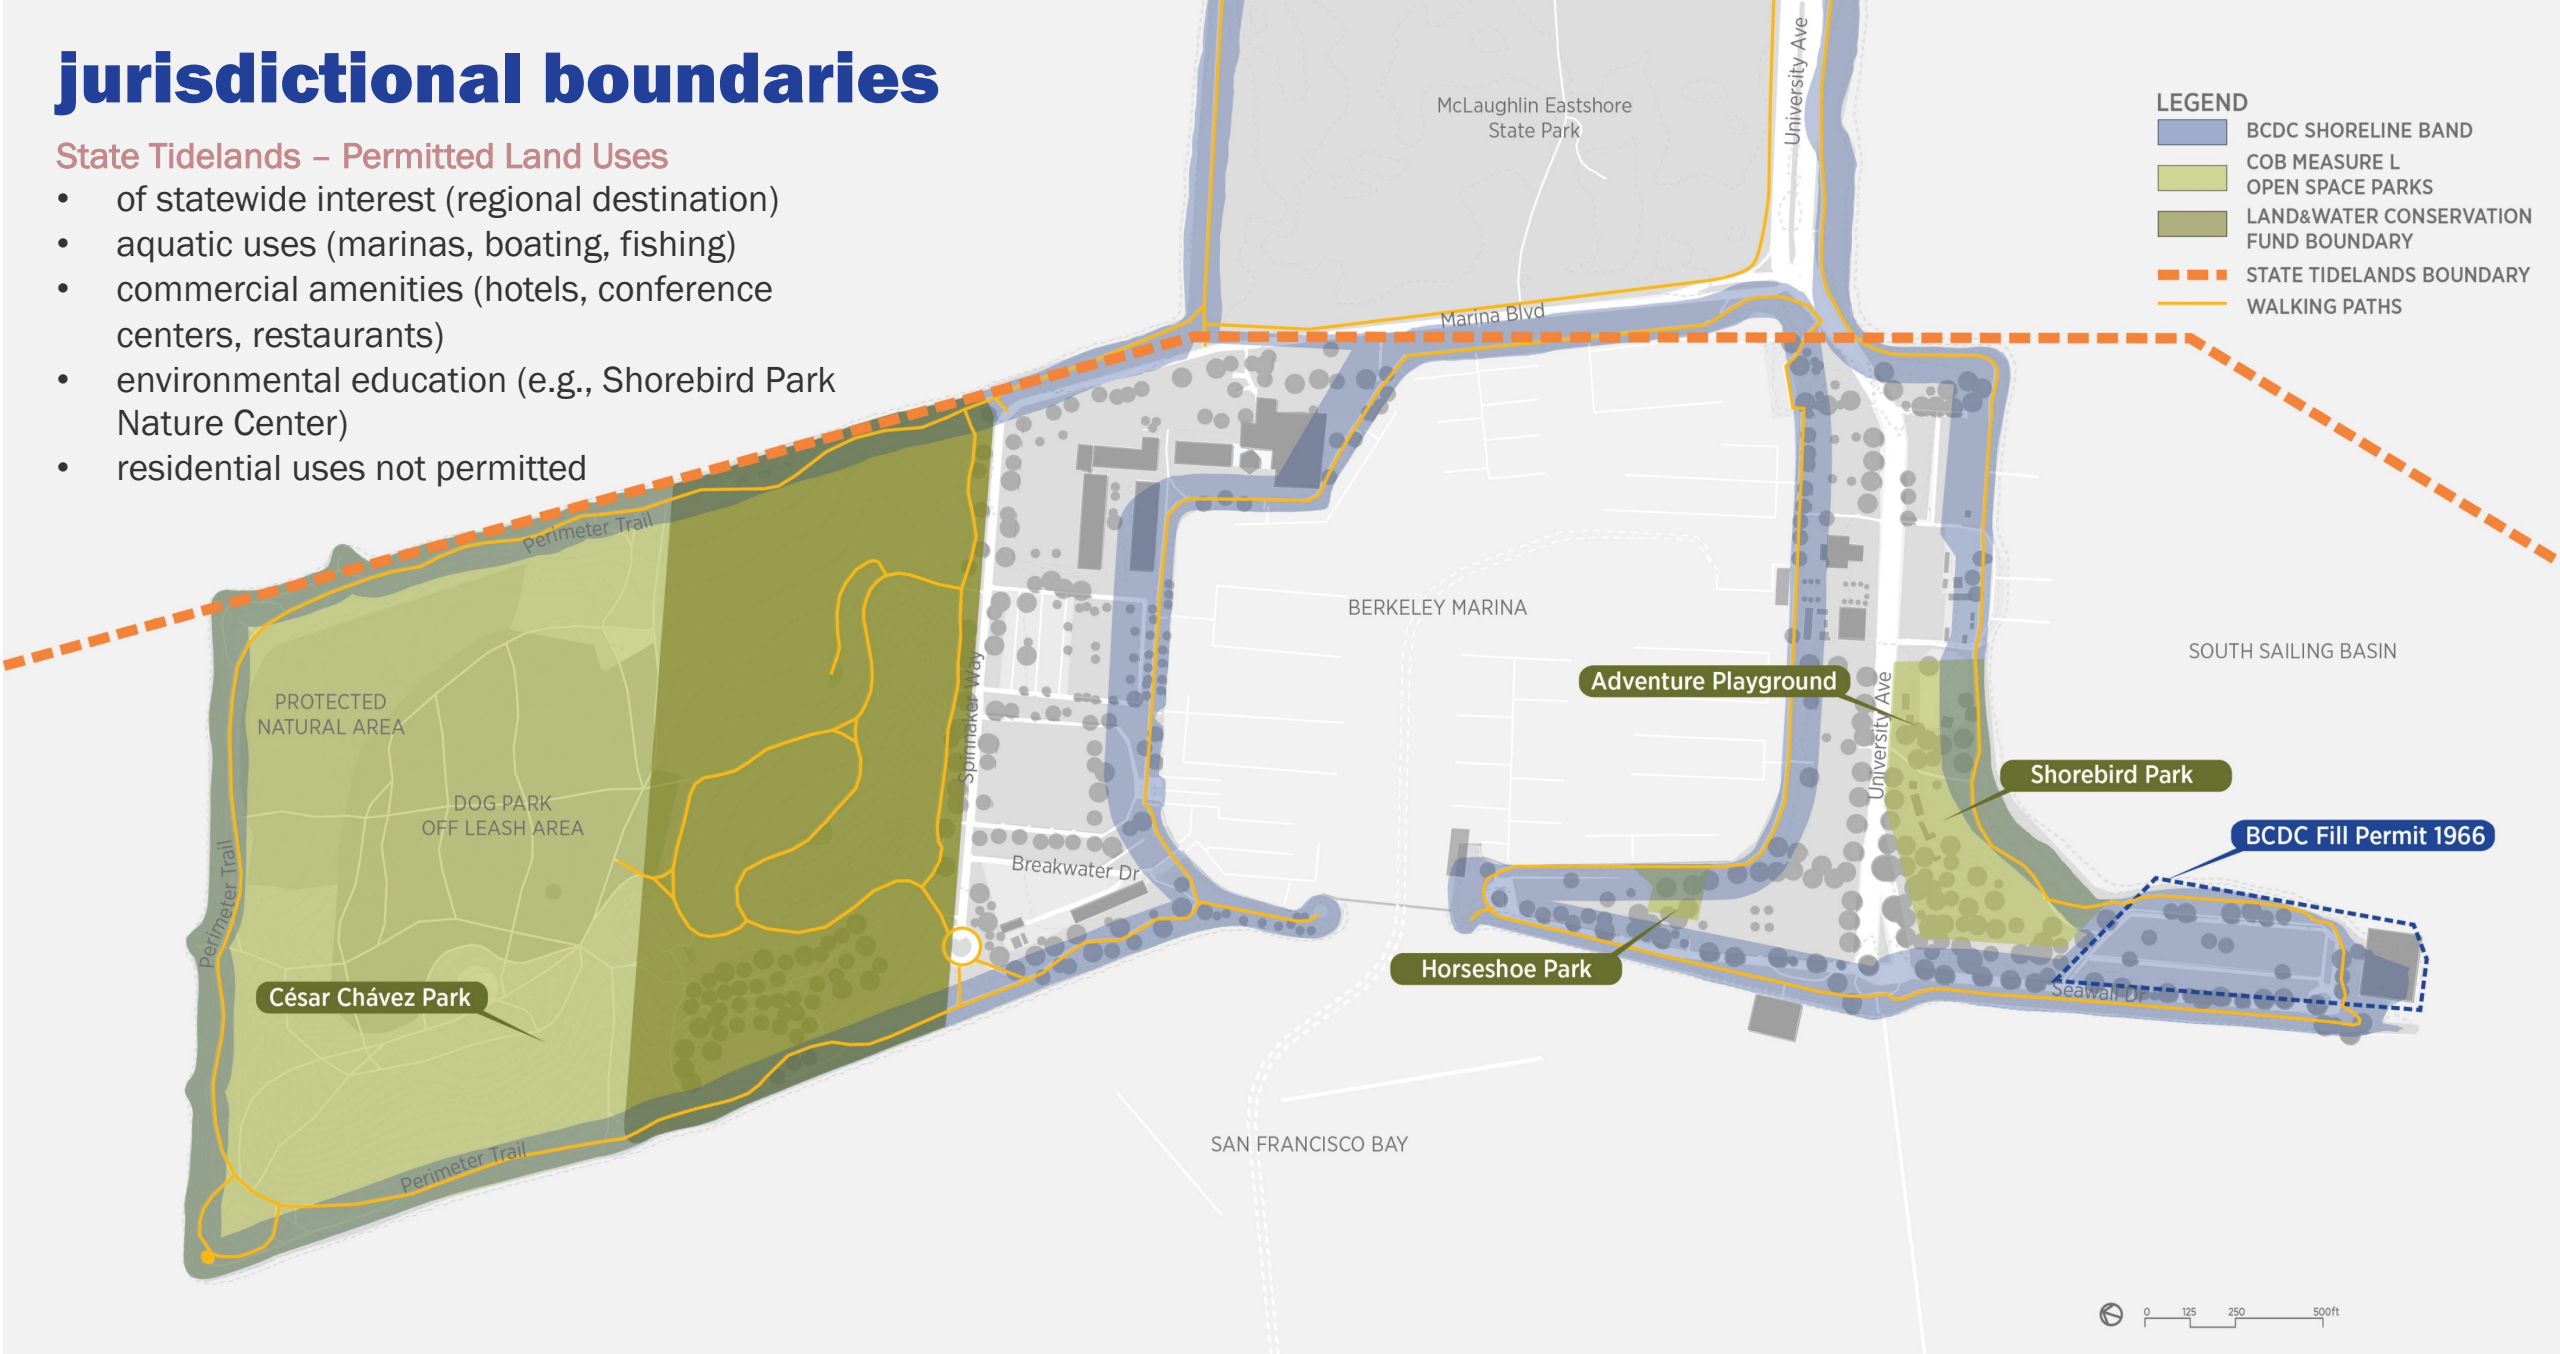 jurisdictional boundaries
State Tidelands – Permitted Land Uses
• of statewide interest (regional destination)
• aquatic uses (marinas, boating, fishing)
• commercial amenities (hotels, conference
centers, restaurants)
• environmental education (e.g., Shorebird Park
Nature Center)
• residential uses not permitted
McLaughlin Eastshore
State Park
University Ave
Marina Blvd
LEGEND
BCDC SHORELINE BAND
COB MEASURE L
OPEN SPACE PARKS
LAND&WATER CONSERVATION
FUND BOUNDARY
STATE TIDELANDS BOUNDARY
WALKING PATHS
Perimeter Trail
PROTECTED
NATURAL AREA
DOG PARK
OFF LEASH AREA
Perimeter Trail
César Chávez Park
Perimeter Trail
Spinnaker Way
Breakwater Dr
BERKELEY MARINA
SOUTH SAILING BASIN
Adventure Playground
University Ave
Shorebird Park
BCDC Fill Permit 1966
Horseshoe Park
Seawall Dr
SAN FRANCISCO BAY
0 125 250 500ft